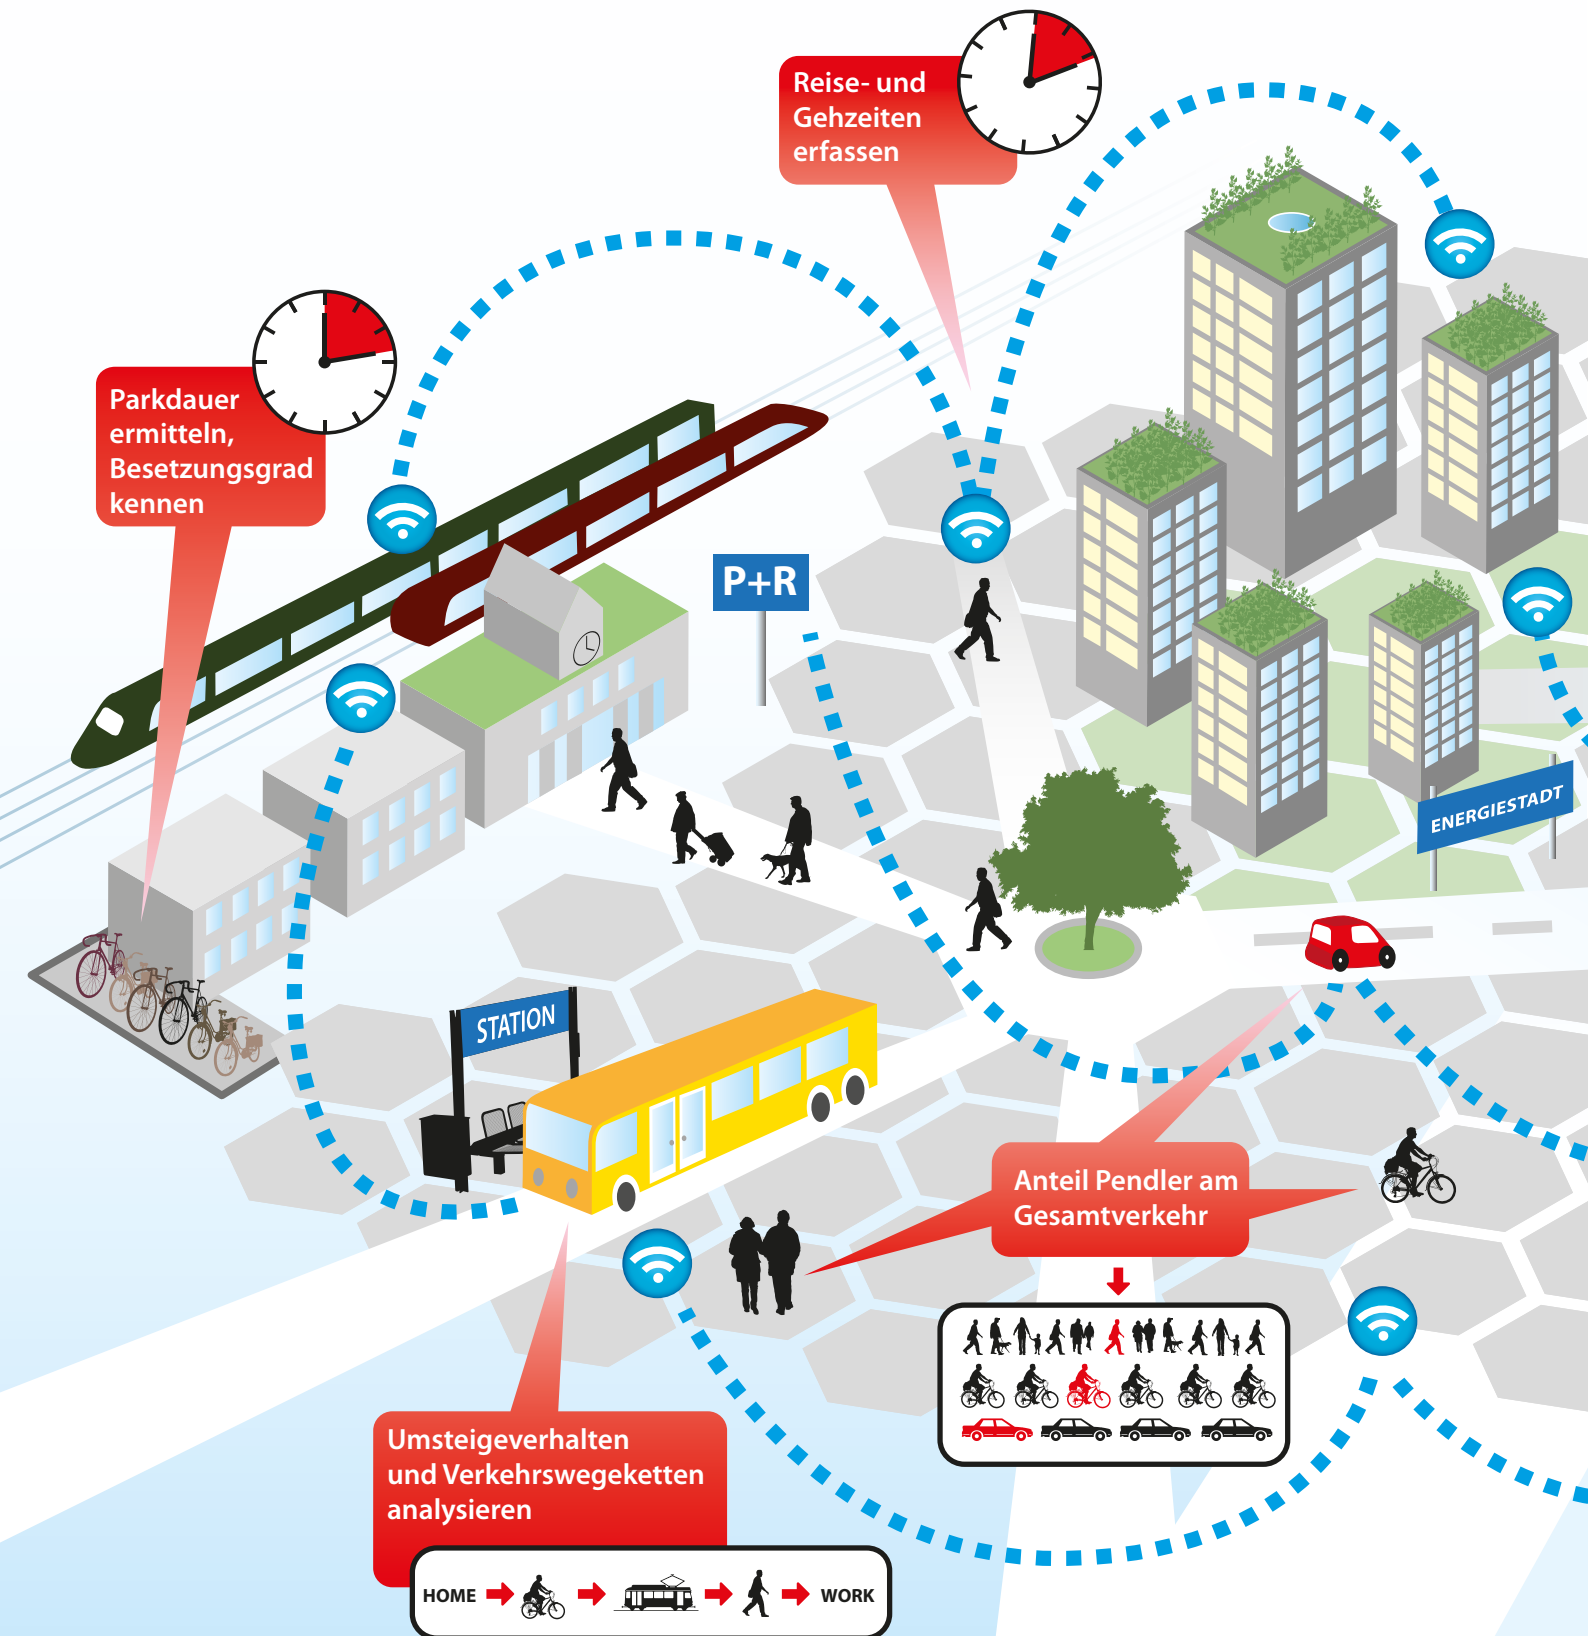 Reise- und
Gehzeiten
erfassen
Parkdauer
ermitteln,
Besetzungsgrad
kennen
P+R
ENERGIESTADT
STATION
Anteil Pendler am
Gesamtverkehr
Umsteigeverhalten
und Verkehrswegeketten
analysieren
HOME
WORK